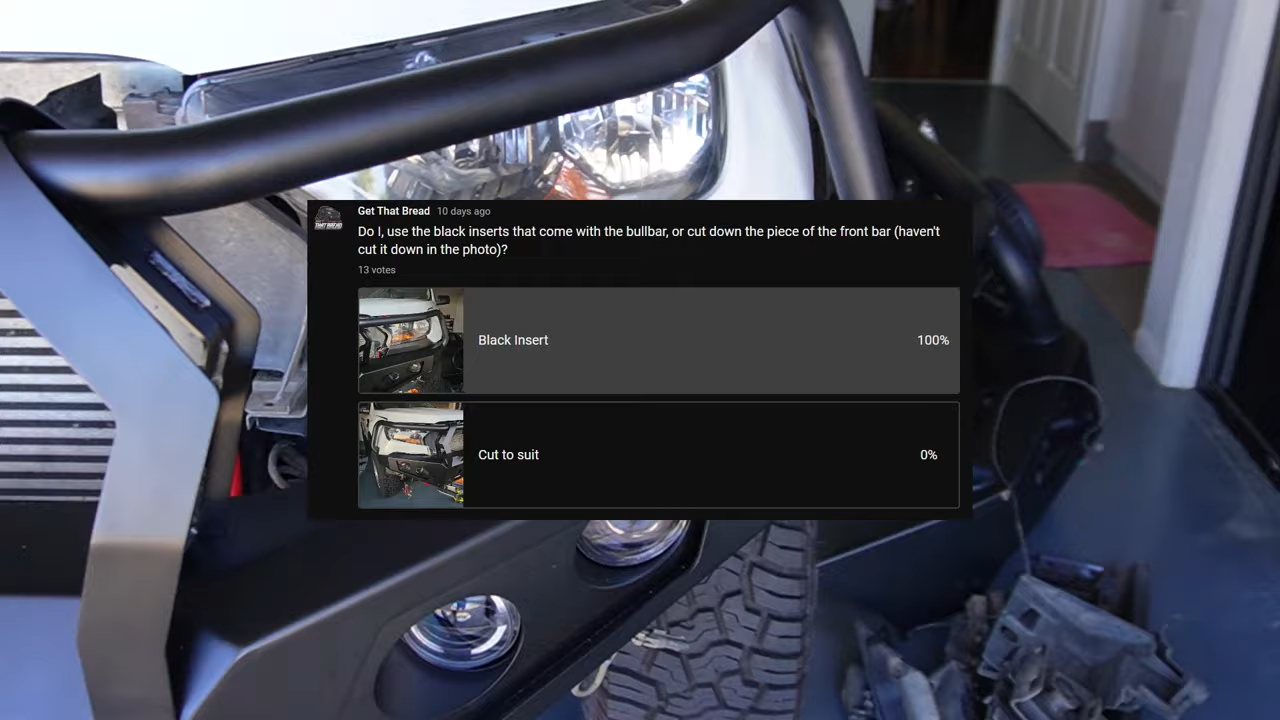 Get That Bread 10 days ago
Do I, use the black inserts that come with the bullbar, or cut down the piece of the front bar (haven't
cut it down in the photo)?
13 votes
Black Insert 100%
Cut to suit 0%